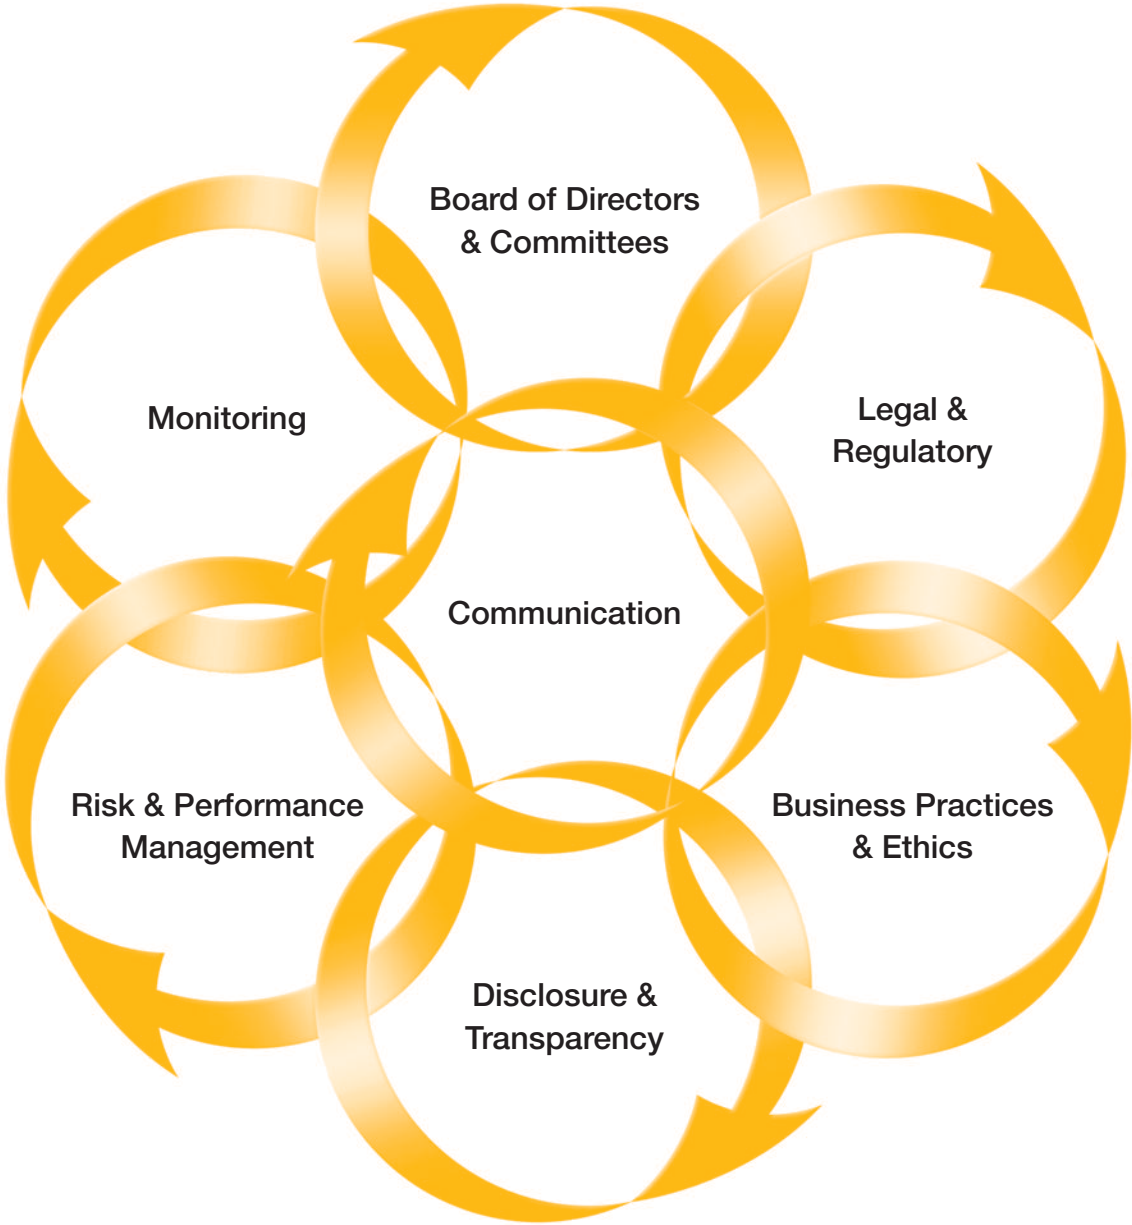 Board of Directors
& Committees
Legal &
Regulatory
Monitoring
Communication
Risk & Performance
Management
Business Practices
& Ethics
Disclosure &
Transparency